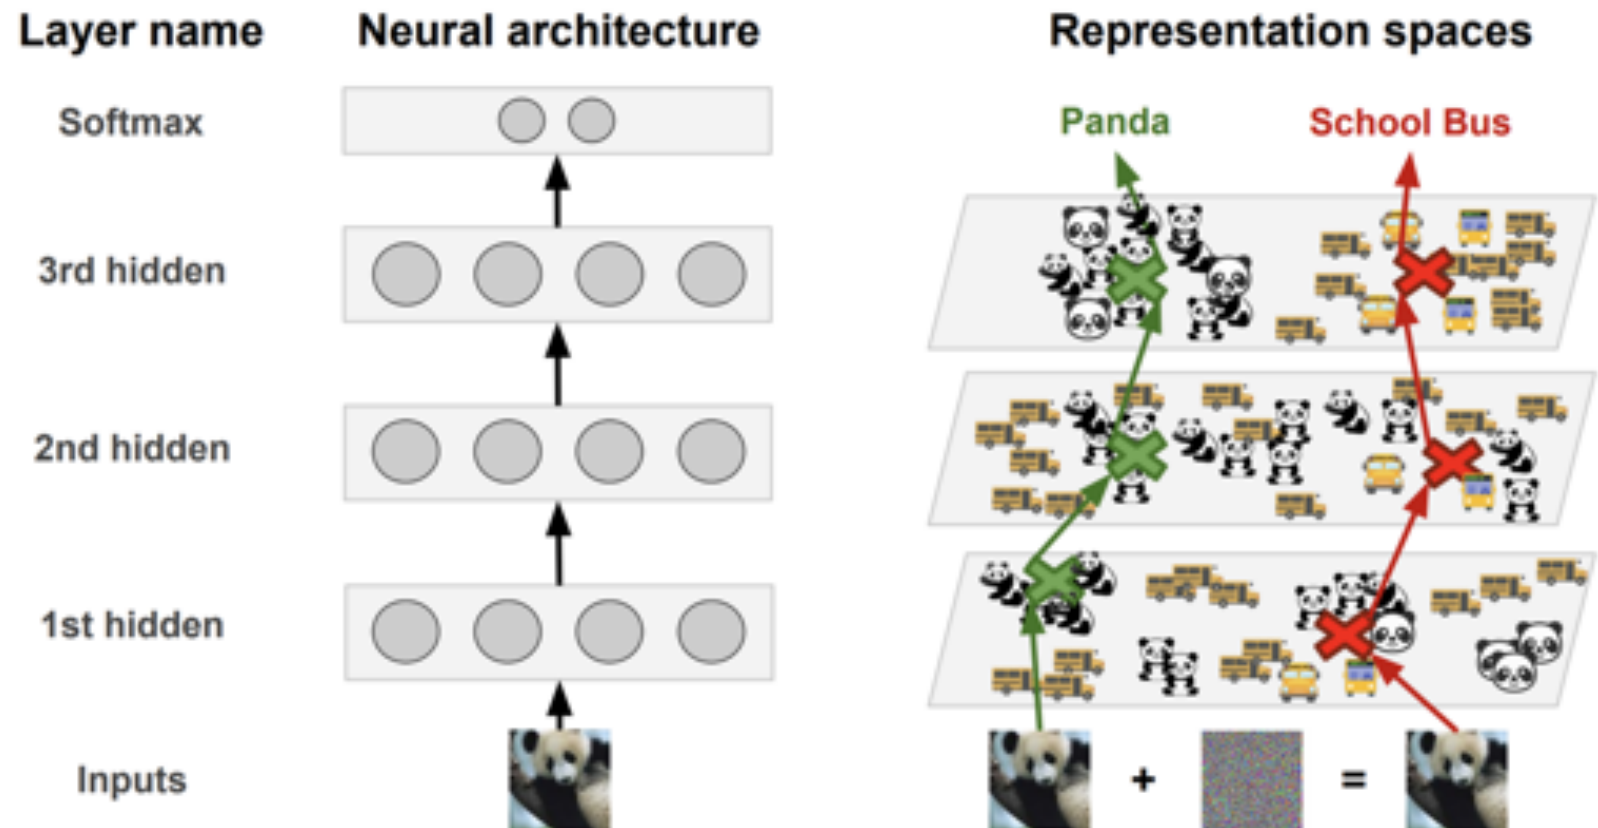 Layer name Neural architecture Representation spaces
Softmax Panda School Bus
3rd hidden
2nd hidden
1st hidden
Inputs + =